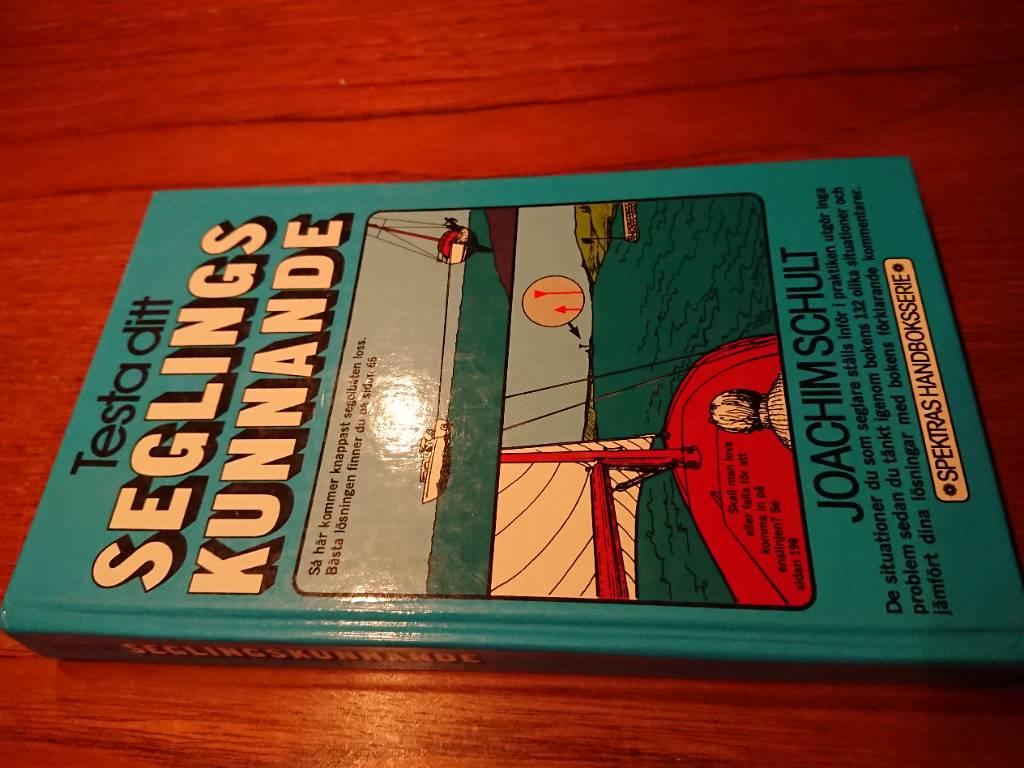 Testa ditt
SEGLINGS
KUNNANDE
Så här kommer knappast segelbåten loss.
Bästa lösningen finner du på sidan 66
Skall man lova
eller falla för att
komma in på
enslinjen? Se
sidan 196
JOACHIM SCHULT
De situationer du som seglare ställs inför i praktiken utgör inga
problem sedan du tänkt igenom bokens 132 olika situationer och
jämfört dina lösningar med bokens förklarande kommentarer.
SPEKTRAS HANDBOKSSERIE
SEGLINGSKUNNANDE